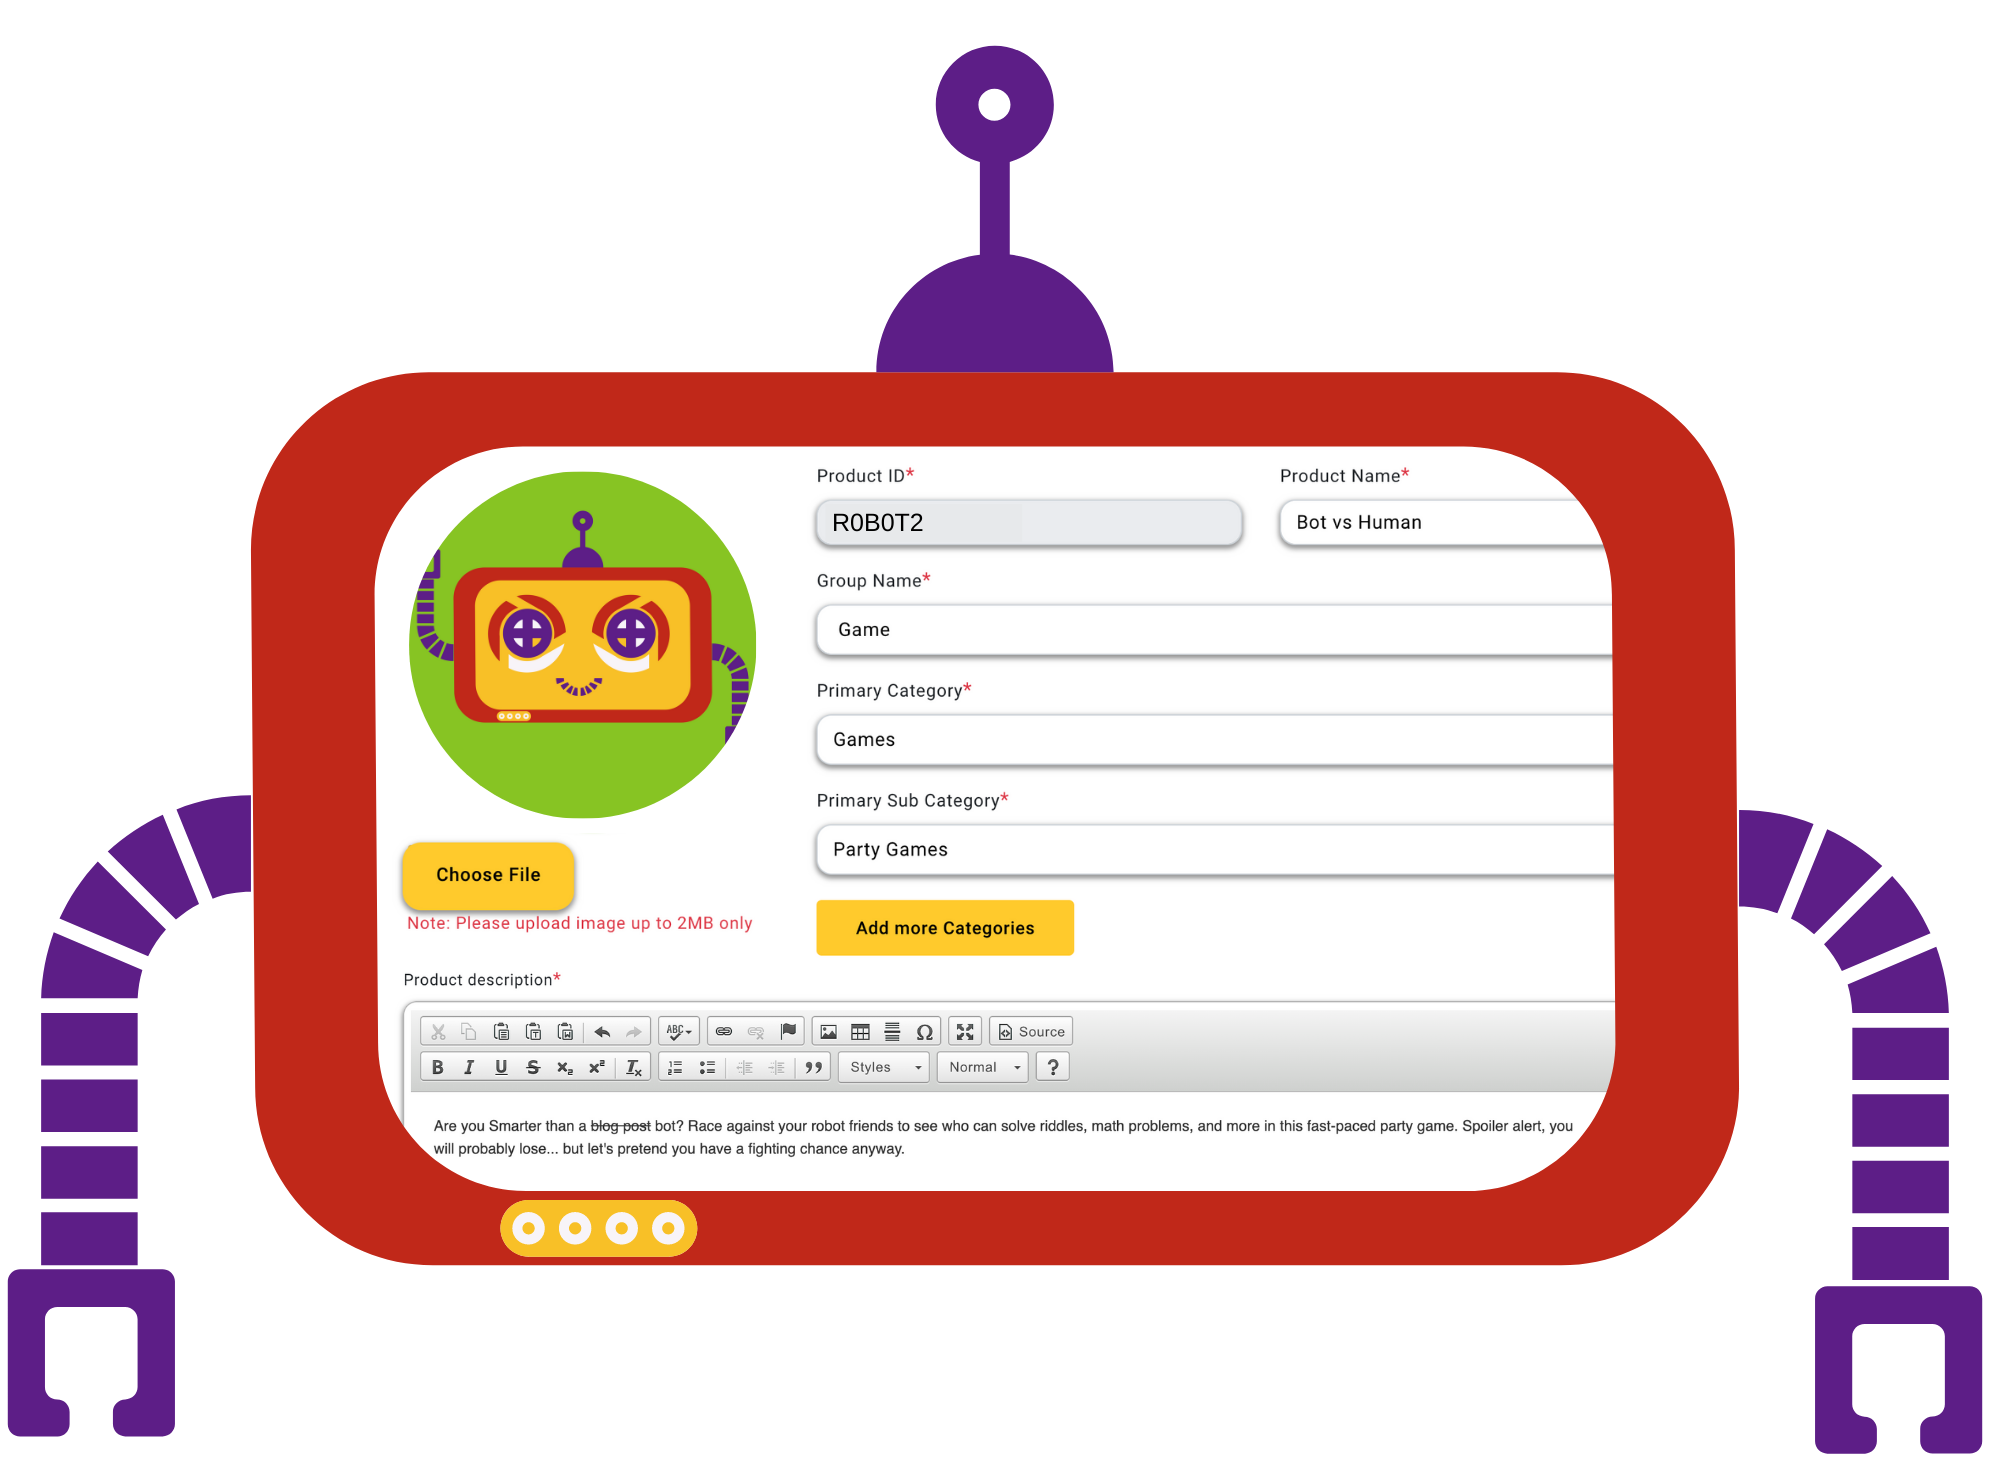 Product ID*
Product Name*
R0B0T2
Bot vs Human
Group Name*
Game
Primary Category*
Games
Primary Sub Category*
Party Games
Choose File
Note: Please upload image up to 2MB only
Add more Categories
Product description*
ABC
Ω
Source
B I U S x₂ x² Tx
Styles
Normal
?
Are you Smarter than a ~~blog post~~ bot? Race against your robot friends to see who can solve riddles, math problems, and more in this fast-paced party game. Spoiler alert, you
will probably lose... but let's pretend you have a fighting chance anyway.